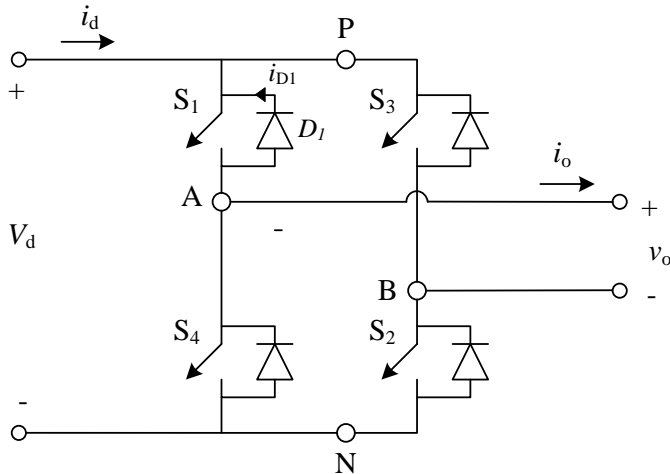 i_d
P
+
i_D1
S_1
S_3
D_1
i_o
A
+
-
V_d
v_o
B
-
S_4
S_2
-
N